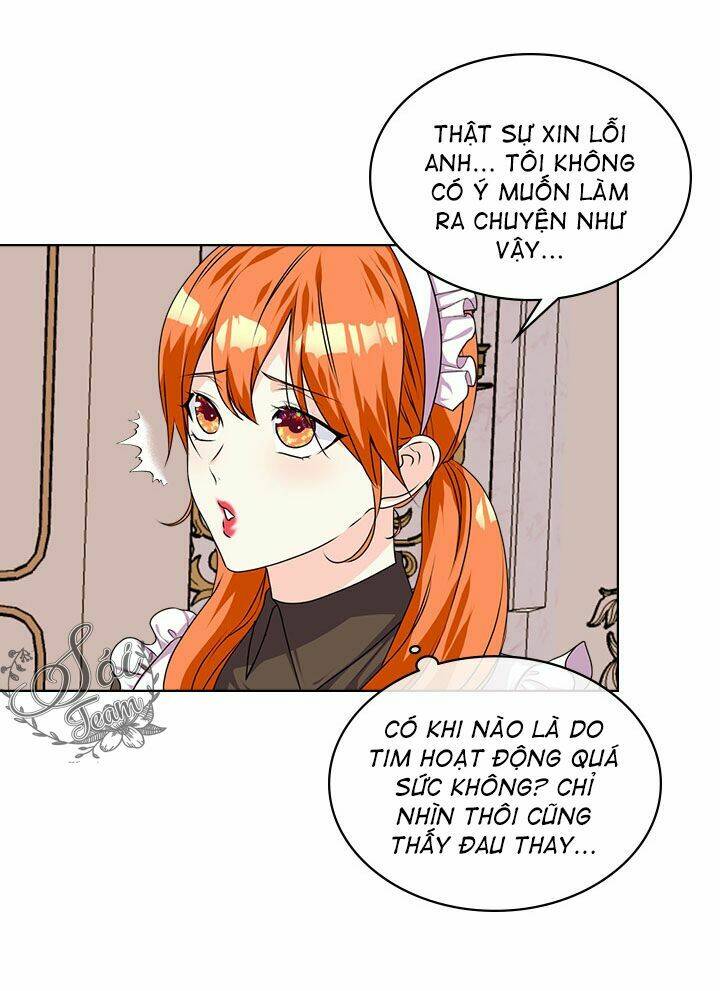 THẬT SỰ XIN LỖI
ANH... TÔI KHÔNG
CÓ Ý MUỐN LÀM
RA CHUYỆN NHƯ
VẬY...
Sói
Team
CÓ KHI NÀO LÀ DO
TIM HOẠT ĐỘNG QUÁ
SỨC KHÔNG? CHỈ
NHÌN THÔI CŨNG
THẤY ĐAU THAY...